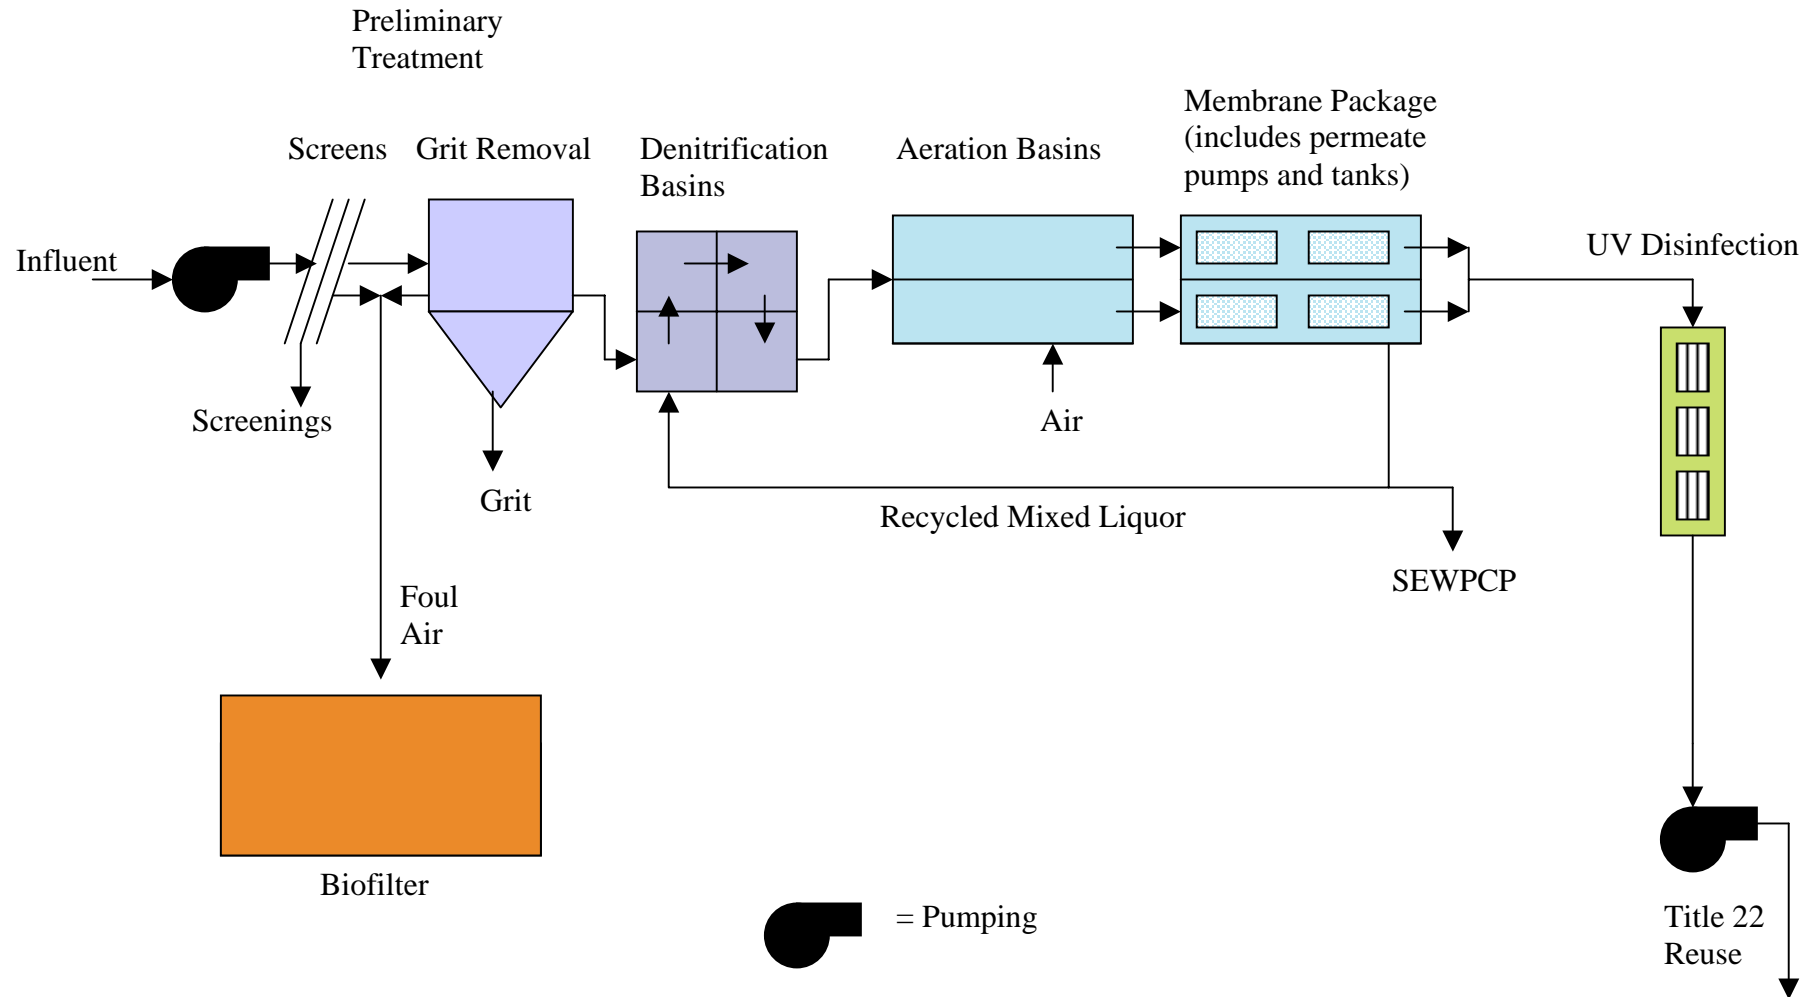 Preliminary
Treatment
Screens
Grit Removal
Denitrification
Basins
Aeration Basins
Membrane Package
(includes permeate
pumps and tanks)
Influent
UV Disinfection
Screenings
Air
Grit
Recycled Mixed Liquor
SEWPCP
Foul
Air
Biofilter
= Pumping
Title 22
Reuse